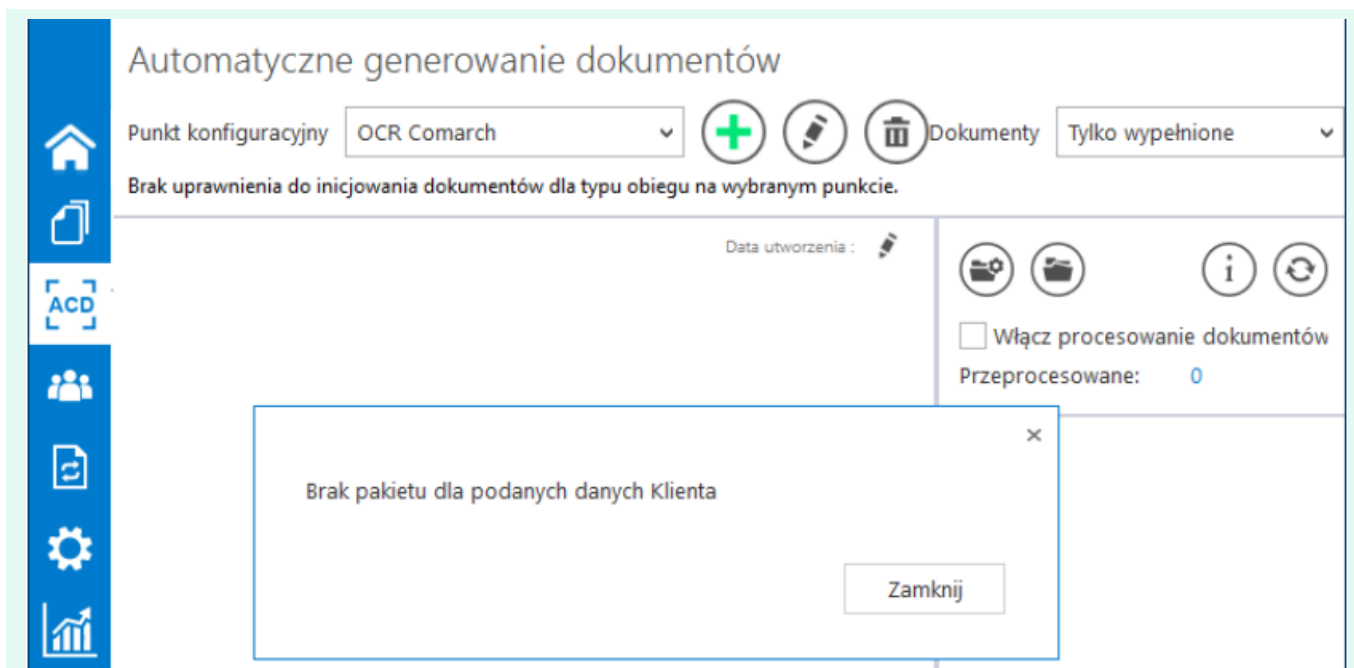 Automatyczne generowanie dokumentów
Punkt konfiguracyjny OCR Comarch Dokumenty Tylko wypełnione
Brak uprawnienia do inicjowania dokumentów dla typu obiegu na wybranym punkcie.
Data utworzenia :
ACD
Włącz procesowanie dokumentów
Przeprocesowane: 0
Brak pakietu dla podanych danych Klienta
Zamknij